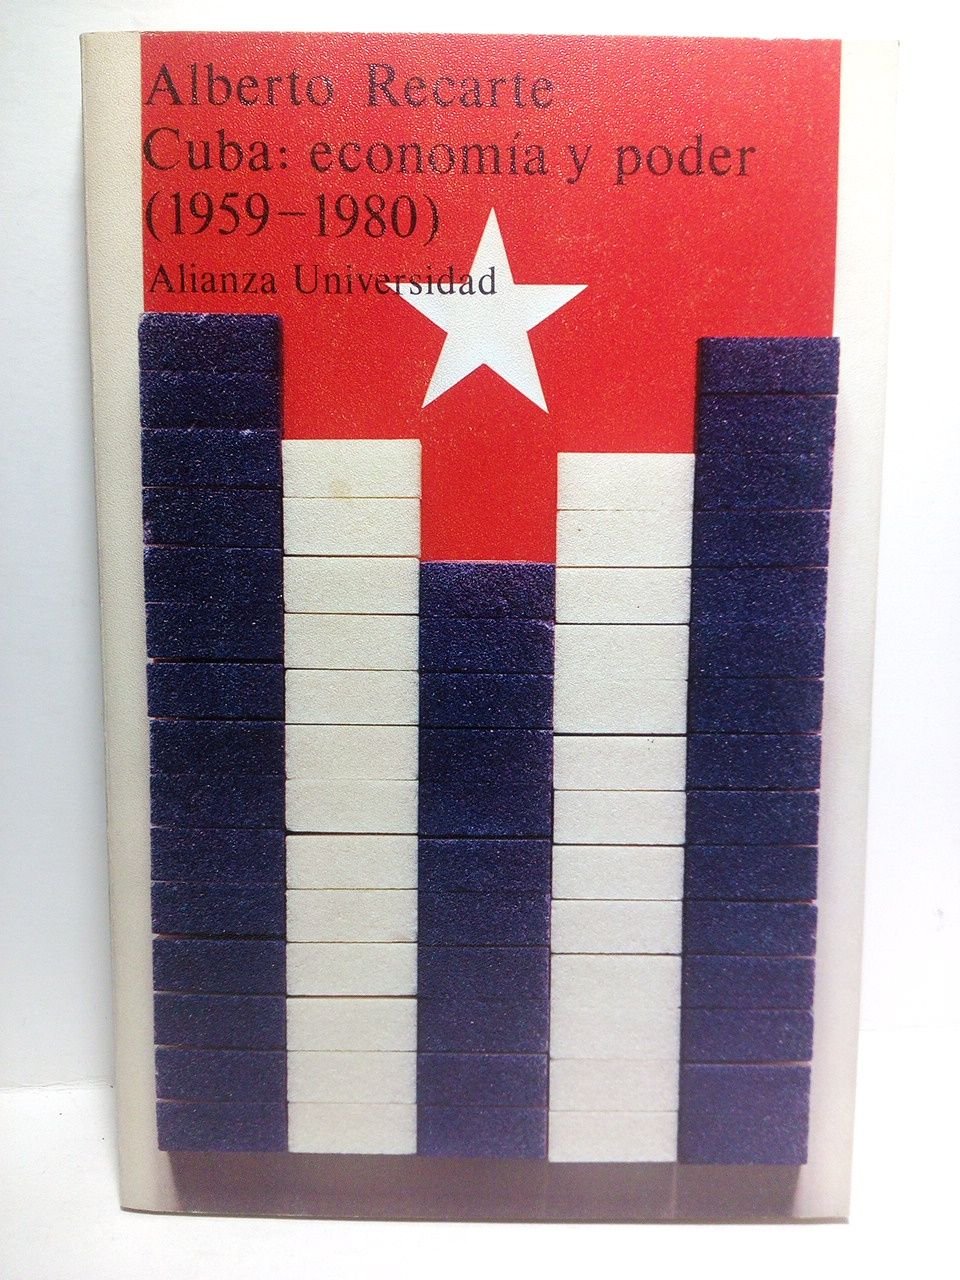 Alberto Recarte
Cuba: economía y poder
(1959–1980)
Alianza Universidad